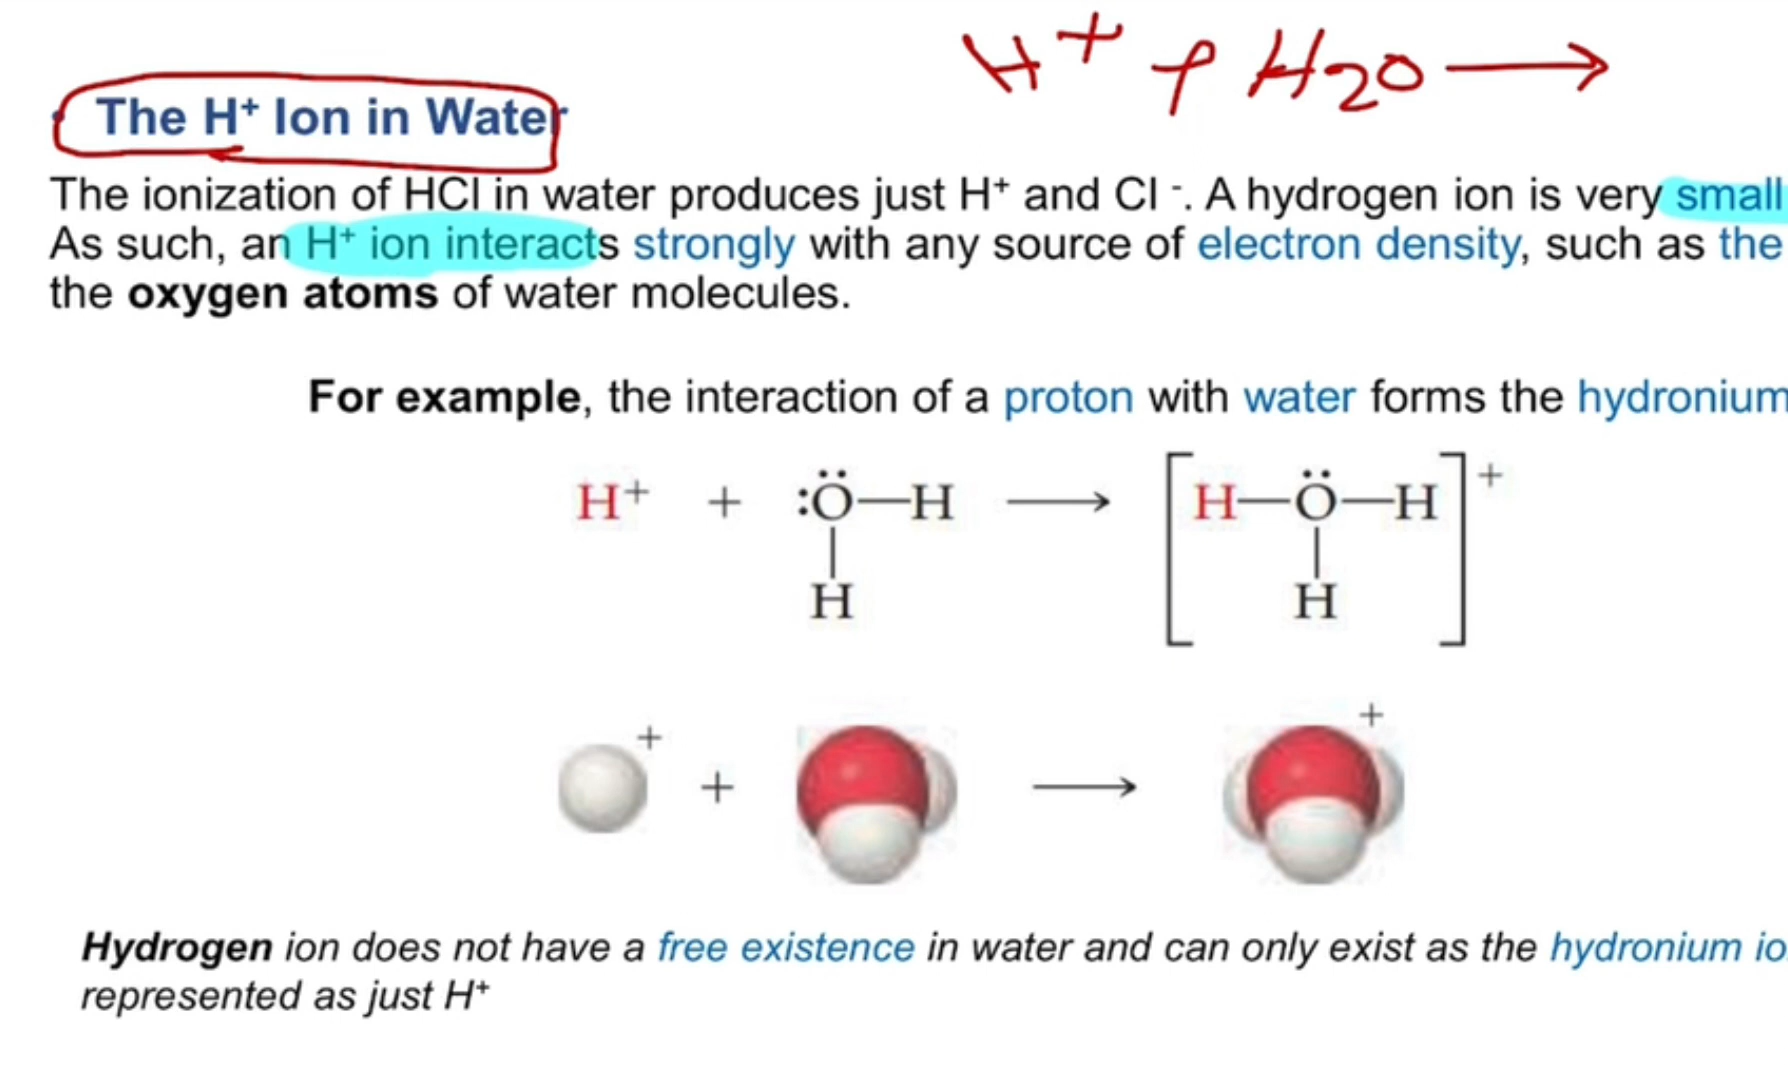 H⁺ + H2O →
The H⁺ Ion in Water
The ionization of HCl in water produces just H⁺ and Cl ⁻. A hydrogen ion is very small
As such, an H⁺ ion interacts strongly with any source of electron density, such as the
the oxygen atoms of water molecules.
For example, the interaction of a proton with water forms the hydronium
H⁺ + :Ö—H → [H—Ö—H]⁺
H H
+ + → +
Hydrogen ion does not have a free existence in water and can only exist as the hydronium io
represented as just H⁺